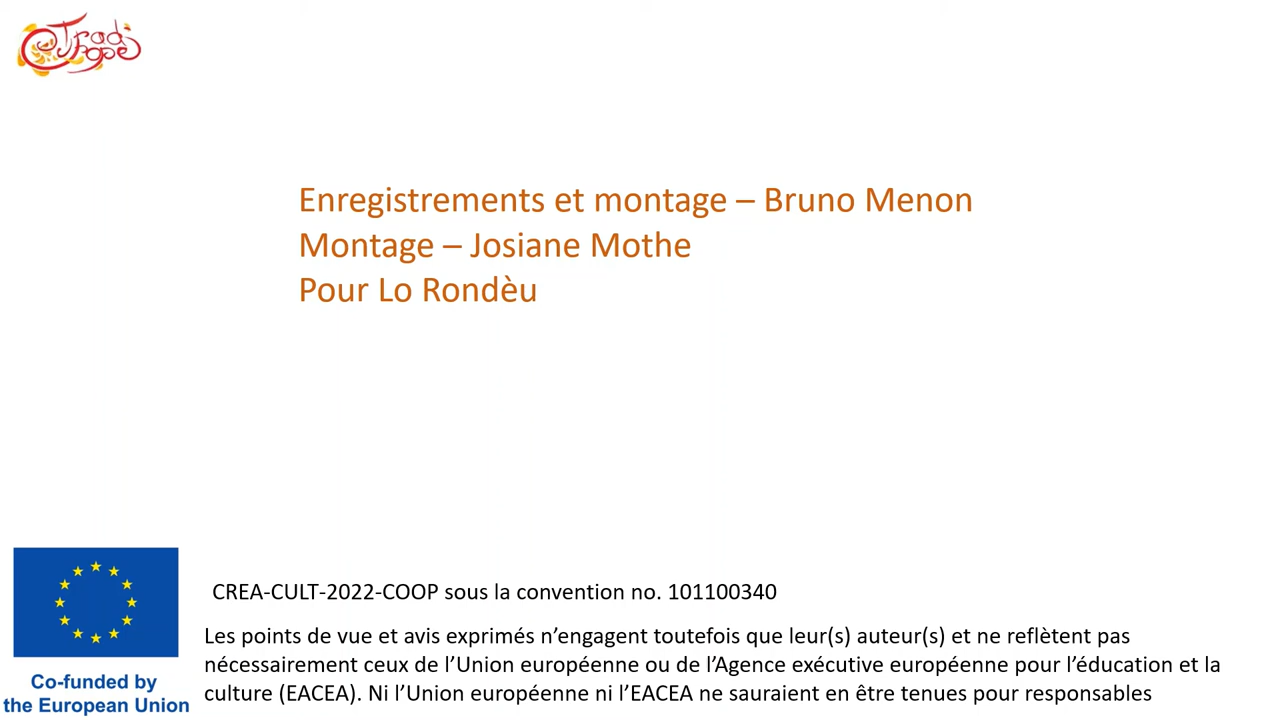 Tradi
Europe
Enregistrements et montage – Bruno Menon
Montage – Josiane Mothe
Pour Lo Rondèu
CREA-CULT-2022-COOP sous la convention no. 101100340
Les points de vue et avis exprimés n’engagent toutefois que leur(s) auteur(s) et ne reflètent pas
nécessairement ceux de l’Union européenne ou de l’Agence exécutive européenne pour l’éducation et la
culture (EACEA). Ni l’Union européenne ni l’EACEA ne sauraient en être tenues pour responsables
Co-funded by
the European Union